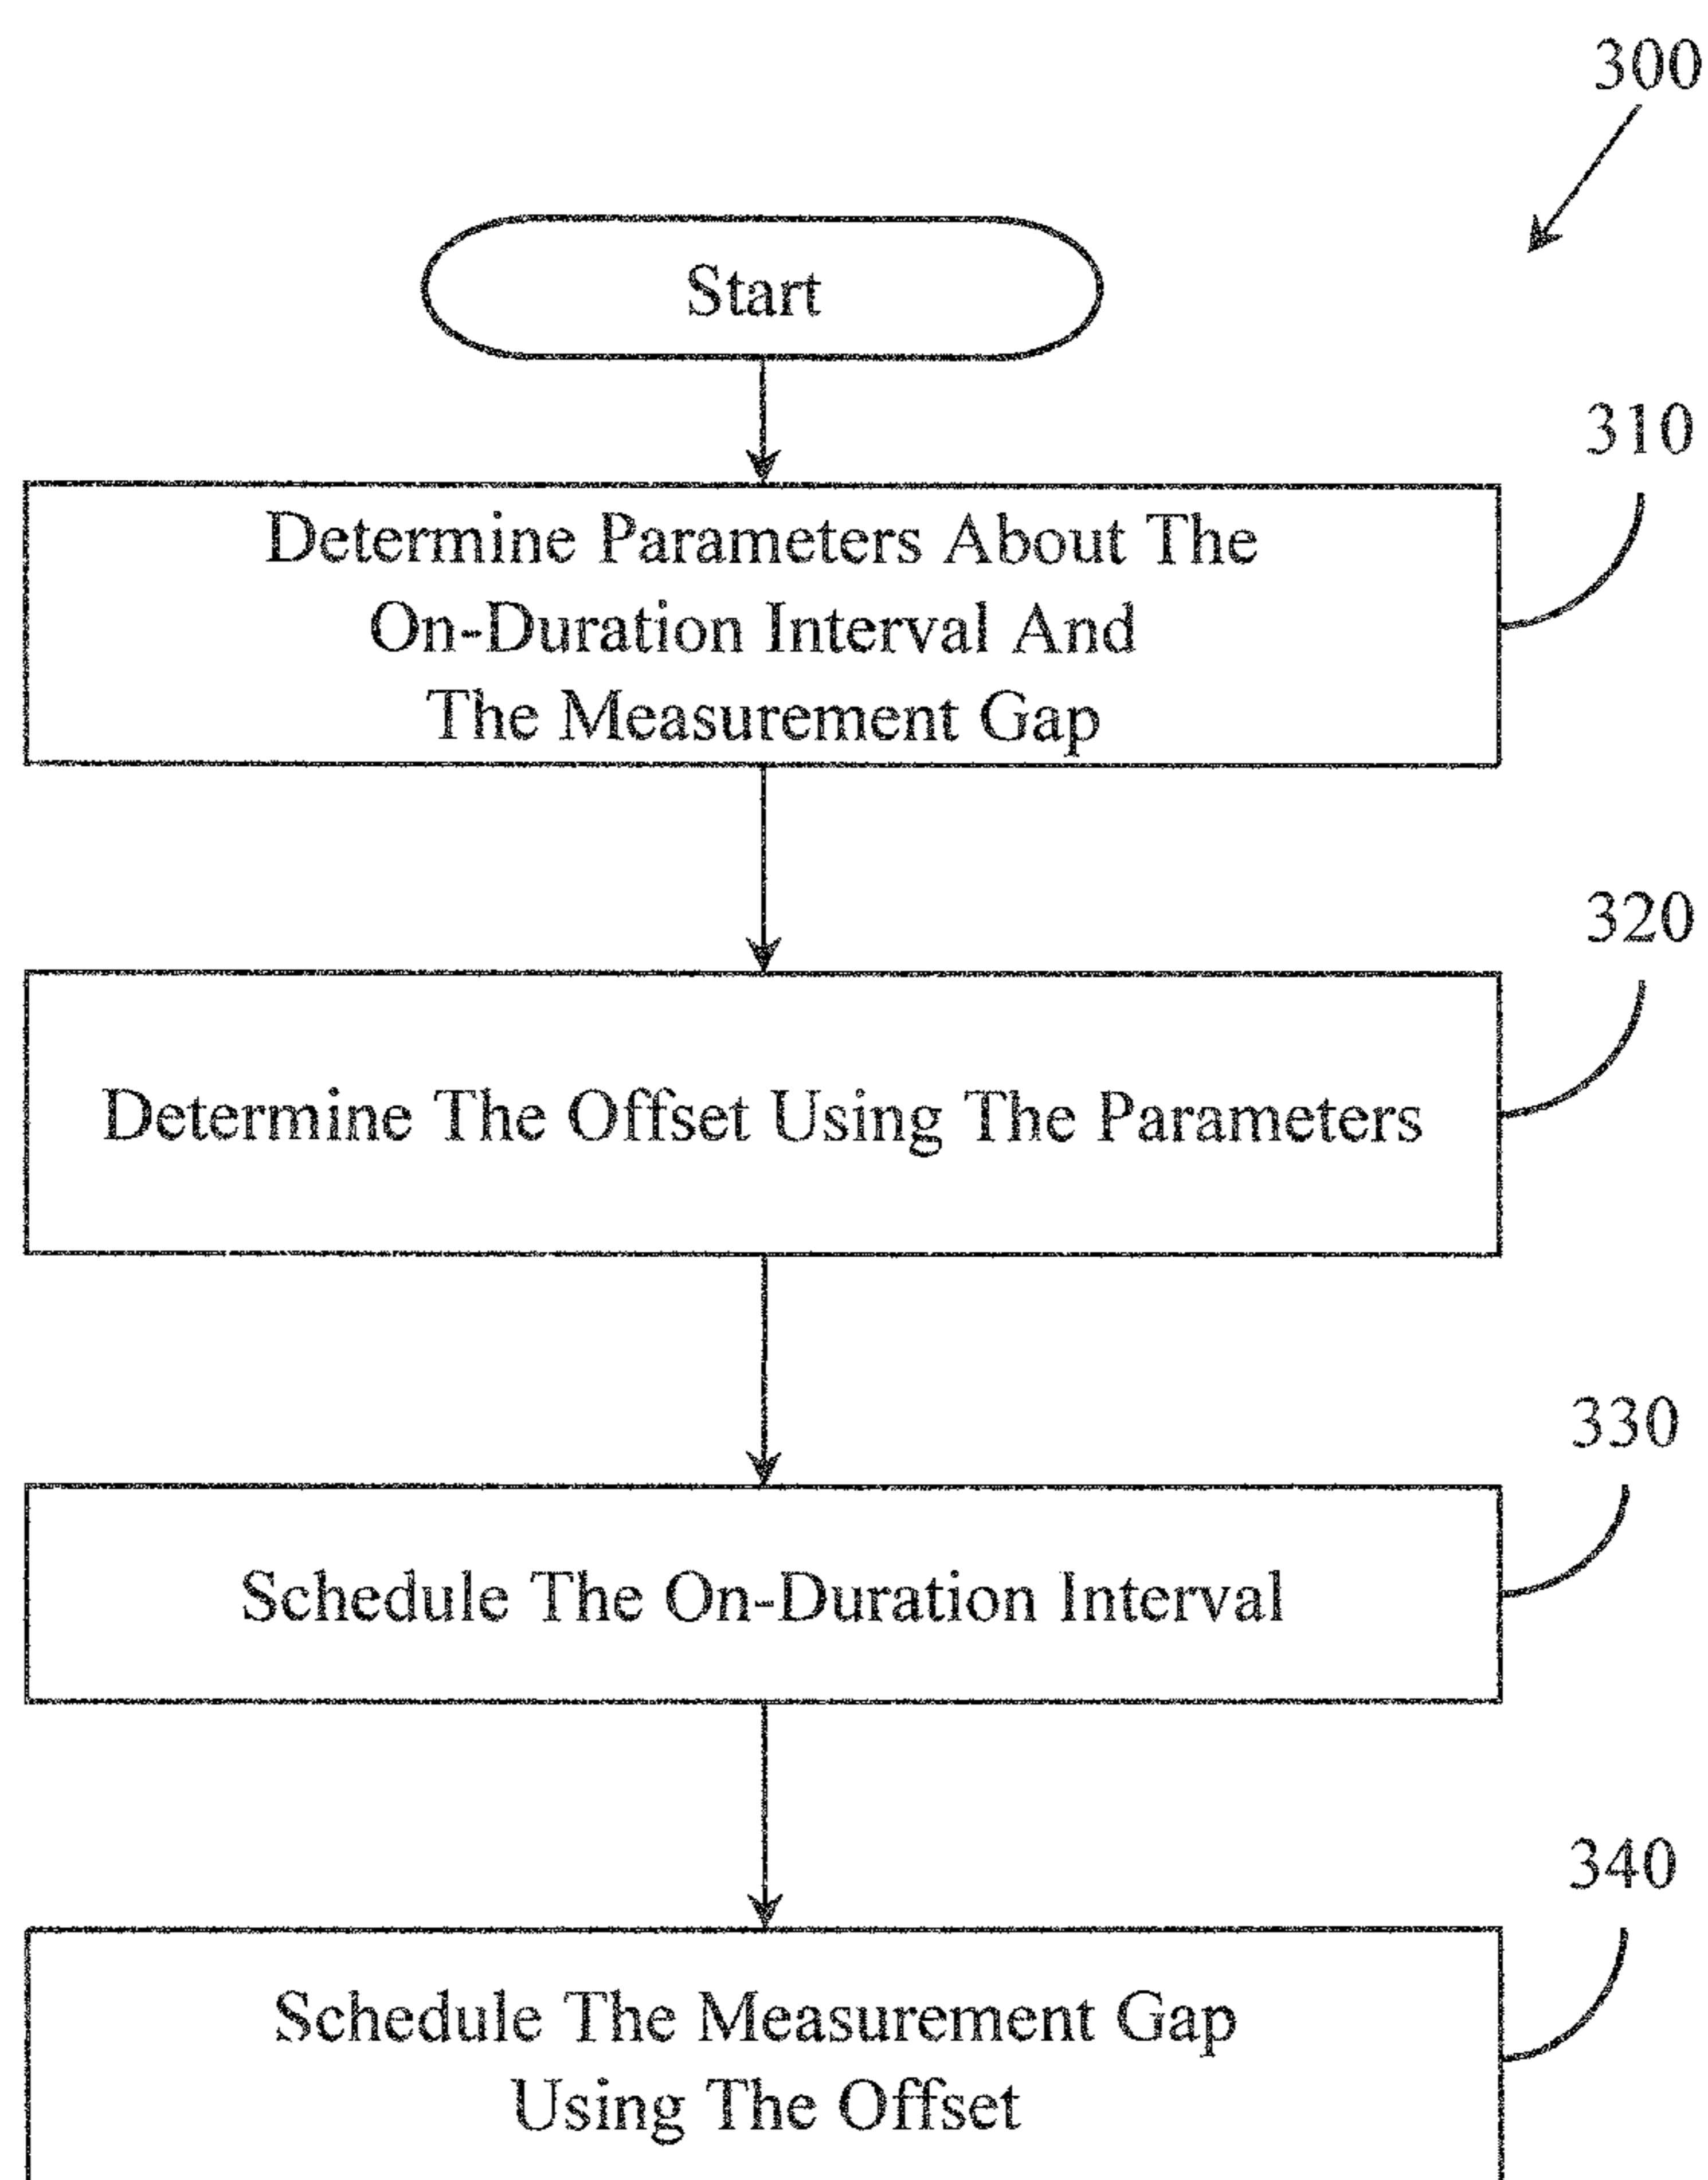 300
Start
310
Determine Parameters About The
On-Duration Interval And
The Measurement Gap
320
Determine The Offset Using The Parameters
330
Schedule The On-Duration Interval
340
Schedule The Measurement Gap
Using The Offset